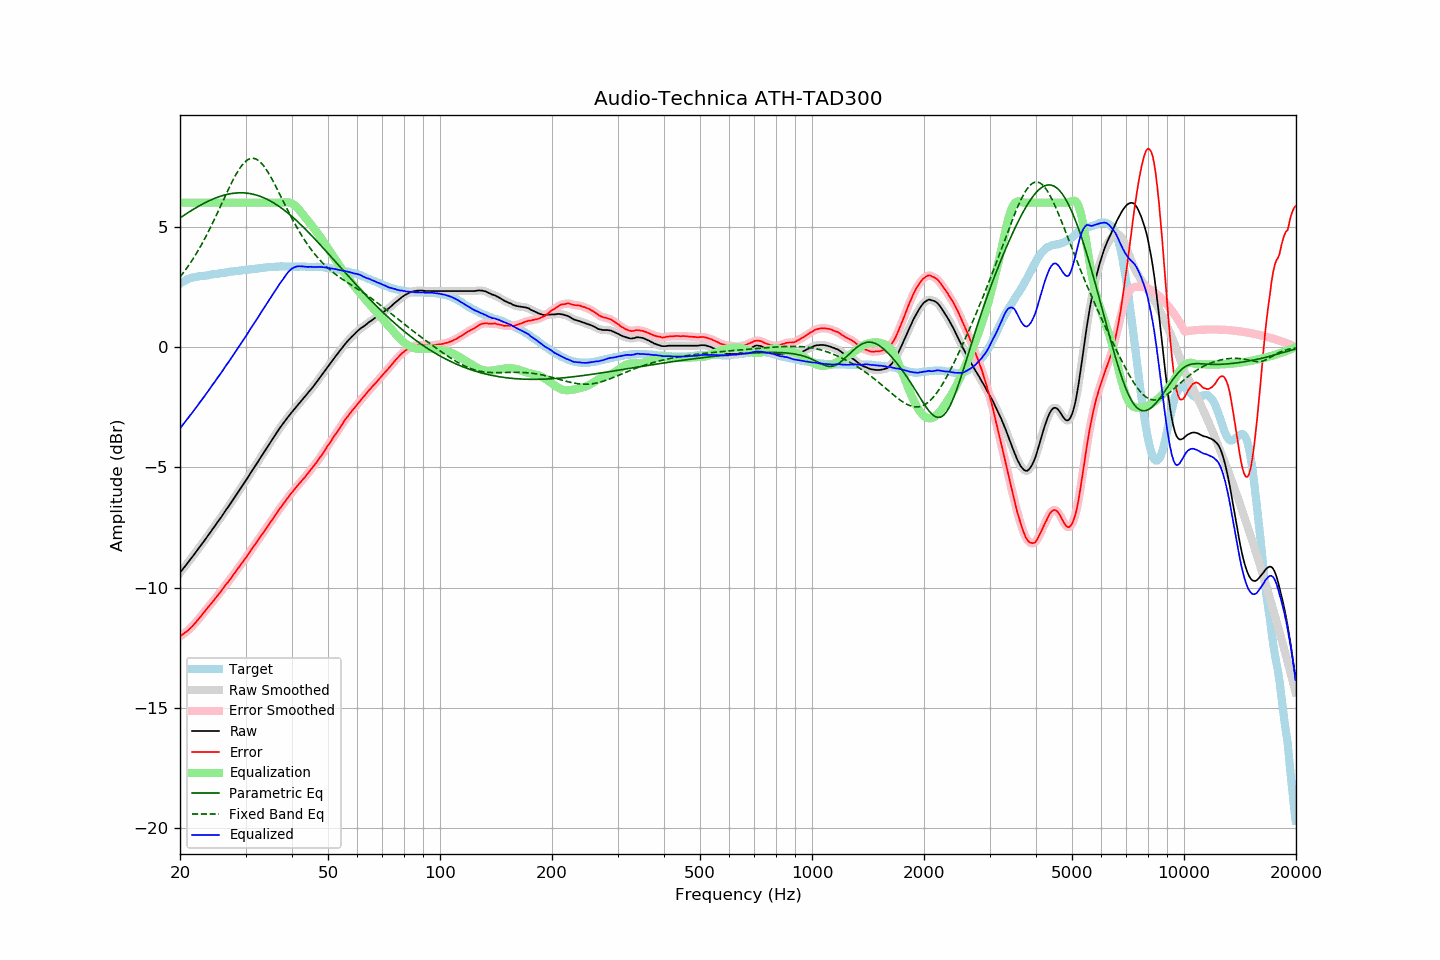 Audio-Technica ATH-TAD300
Amplitude (dBr)
5
0
−5
−10
−15
−20
Target
Raw Smoothed
Error Smoothed
Raw
Error
Equalization
Parametric Eq
Fixed Band Eq
Equalized
20 50 100 200 500 1000 2000 5000 10000 20000
Frequency (Hz)